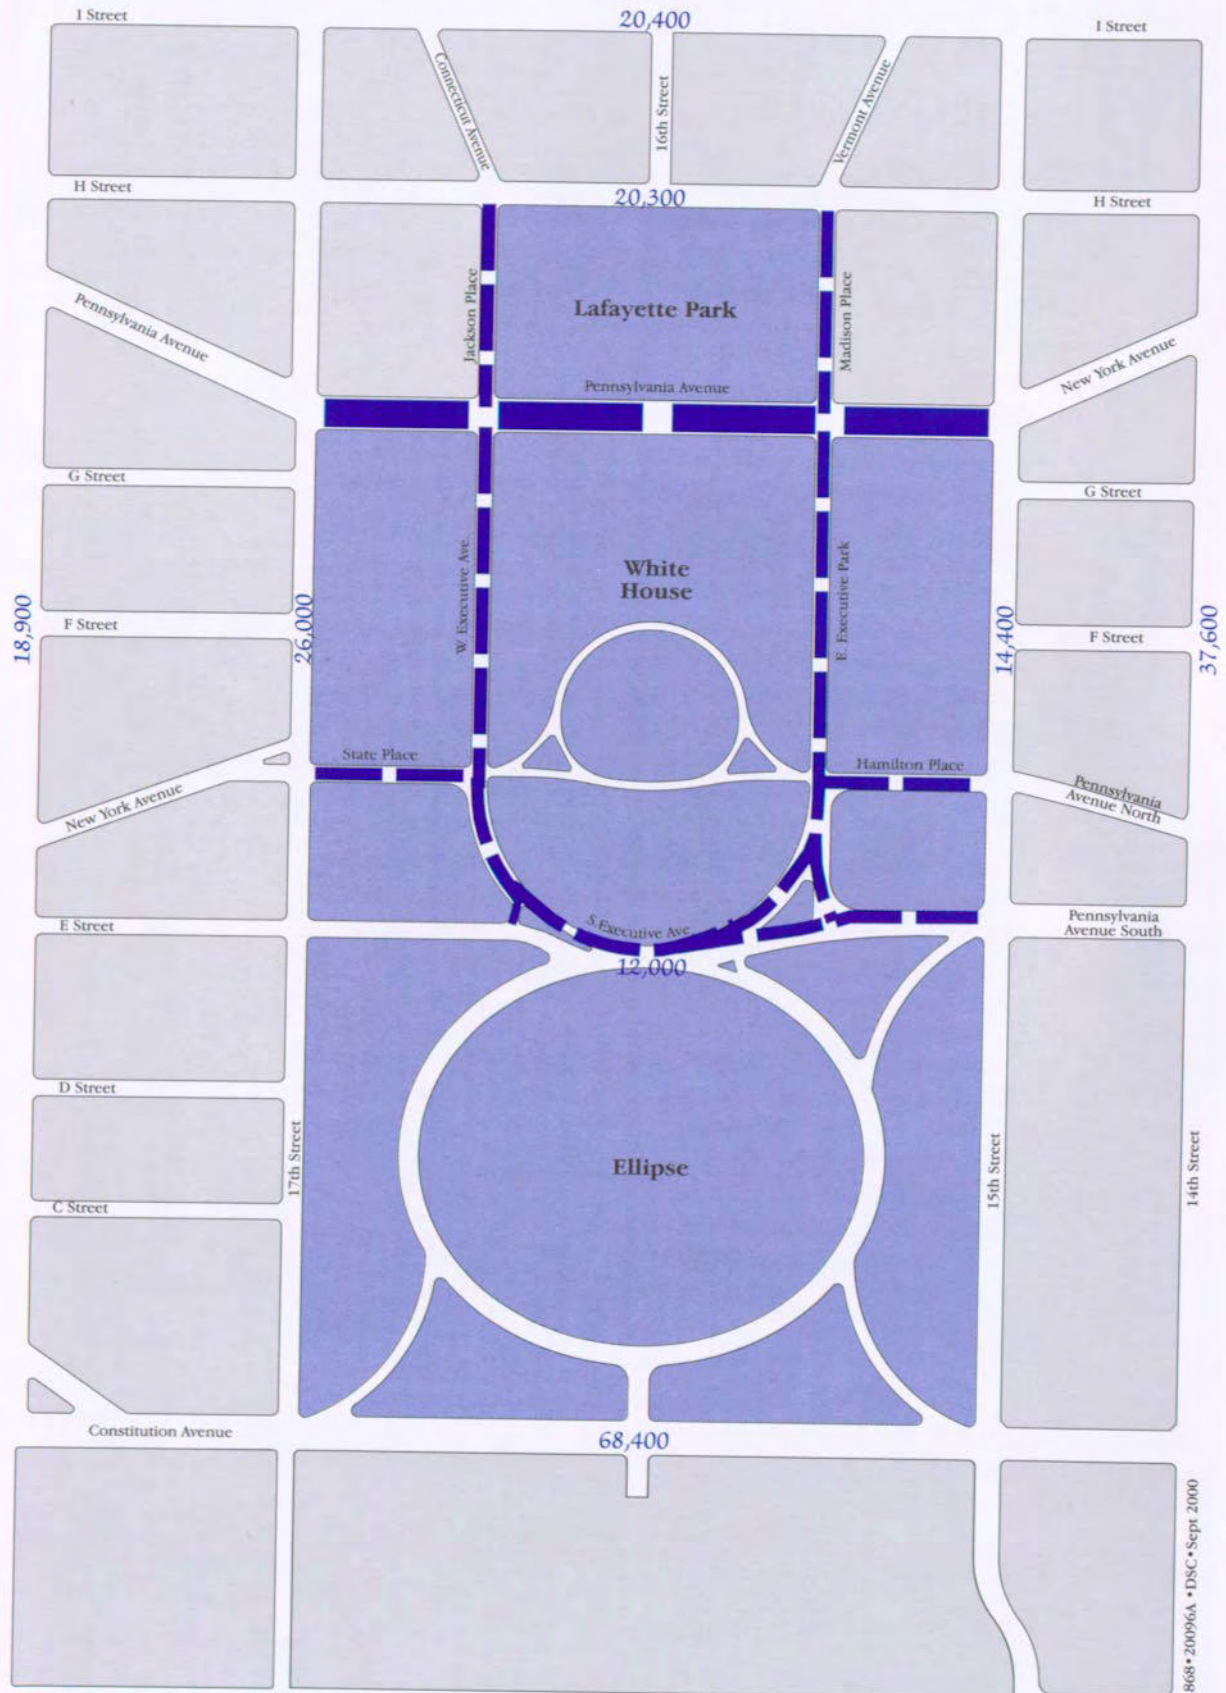 I Street
20,400
I Street
Connecticut Avenue
16th Street
Vermont Avenue
H Street
20,300
H Street
Jackson Place
Lafayette Park
Madison Place
Pennsylvania Avenue
New York Avenue
Pennsylvania Avenue
G Street
G Street
W. Executive Ave.
White
House
E. Executive Park
18,900
26,000
14,400
37,600
F Street
F Street
State Place
Hamilton Place
New York Avenue
Pennsylvania
Avenue North
E Street
S. Executive Ave.
Pennsylvania
Avenue South
12,000
D Street
17th Street
Ellipse
15th Street
14th Street
C Street
Constitution Avenue
68,400
868•20096A •DSC•Sept 2000